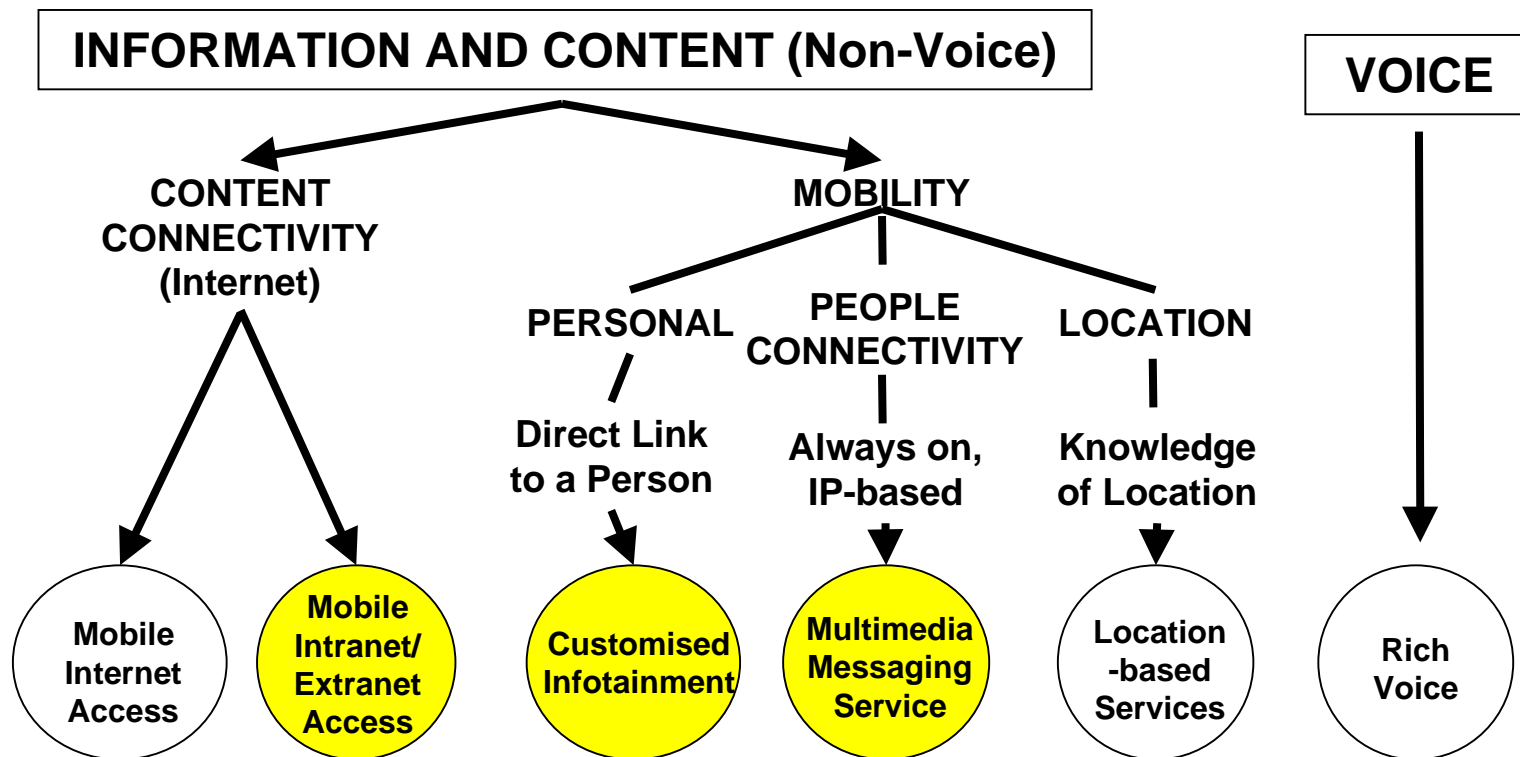 INFORMATION AND CONTENT (Non-Voice)
VOICE
CONTENT
CONNECTIVITY
(Internet)
MOBILITY
PERSONAL
PEOPLE
CONNECTIVITY
LOCATION
Direct Link
to a Person
Always on,
IP-based
Knowledge
of Location
Mobile
Internet
Access
Mobile
Intranet/
Extranet
Access
Customised
Infotainment
Multimedia
Messaging
Service
Location
-based
Services
Rich
Voice